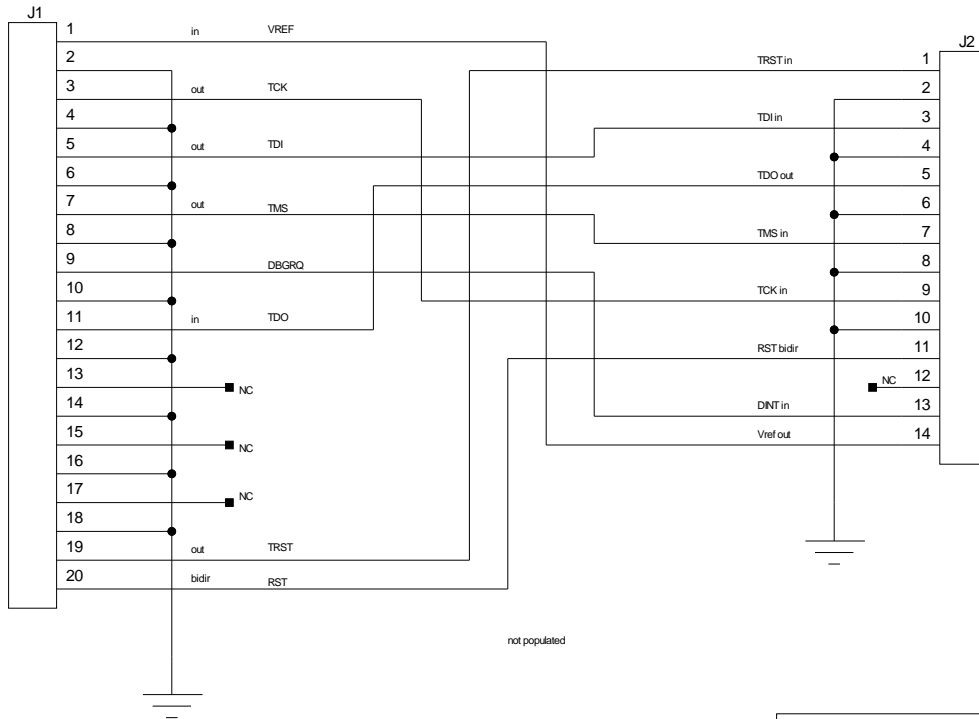 J1
1 in VREF
2
3 out TCK
4
5 out TDI
6
7 out TMS
8
9 DBGRQ
10
11 in TDO
12
13 NC
14
15 NC
16
17 NC
18
19 out TRST
20 bidir RST
J2
TRST in 1
2
TDI in 3
4
TDO out 5
6
TMS in 7
8
TCK in 9
10
RST bidir 11
NC 12
DINT in 13
Vref out 14
not populated